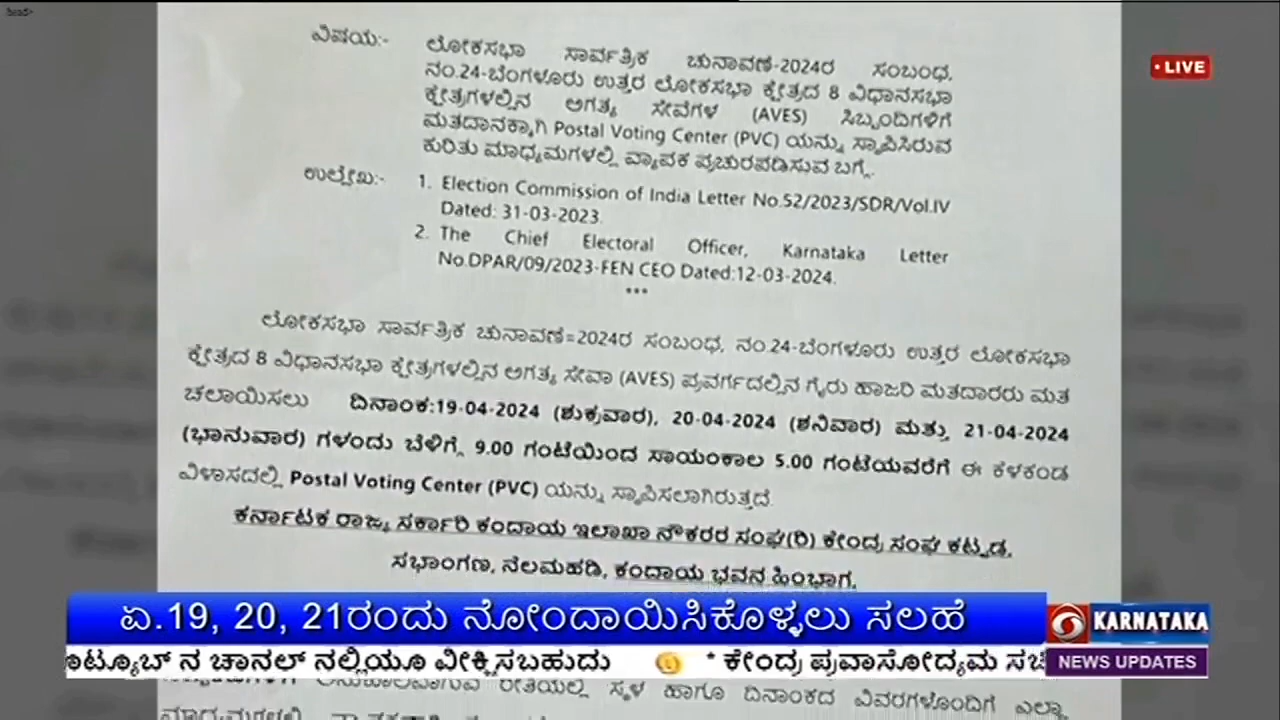 ವಿಷಯ:- ಲೋಕಸಭಾ ಸಾರ್ವತ್ರಿಕ ಚುನಾವಣೆ-2024ರ ಸಂಬಂಧ,
ನಂ.24-ಬೆಂಗಳೂರು ಉತ್ತರ ಲೋಕಸಭಾ ಕ್ಷೇತ್ರದ 8 ವಿಧಾನಸಭಾ
ಕ್ಷೇತ್ರಗಳಲ್ಲಿನ ಅಗತ್ಯ ಸೇವೆಗಳ (AVES) ಸಿಬ್ಬಂದಿಗಳಿಗೆ
ಮತದಾನಕ್ಕಾಗಿ Postal Voting Center (PVC) ಯನ್ನು ಸ್ಥಾಪಿಸಿರುವ
ಕುರಿತು ಮಾಧ್ಯಮಗಳಲ್ಲಿ ವ್ಯಾಪಕ ಪ್ರಚುರಪಡಿಸುವ ಬಗ್ಗೆ.
LIVE
ಉಲ್ಲೇಖ:- 1. Election Commission of India Letter No.52/2023/SDR/Vol.IV
Dated: 31-03-2023.
2. The Chief Electoral Officer, Karnataka Letter
No.DPAR/09/2023-FEN CEO Dated:12-03-2024.
***
ಲೋಕಸಭಾ ಸಾರ್ವತ್ರಿಕ ಚುನಾವಣೆ=2024ರ ಸಂಬಂಧ, ನಂ.24-ಬೆಂಗಳೂರು ಉತ್ತರ ಲೋಕಸಭಾ
ಕ್ಷೇತ್ರದ 8 ವಿಧಾನಸಭಾ ಕ್ಷೇತ್ರಗಳಲ್ಲಿನ ಅಗತ್ಯ ಸೇವಾ (AVES) ಪ್ರವರ್ಗದಲ್ಲಿನ ಗೈರು ಹಾಜರಿ ಮತದಾರರು ಮತ
ಚಲಾಯಿಸಲು ದಿನಾಂಕ:19-04-2024 (ಶುಕ್ರವಾರ), 20-04-2024 (ಶನಿವಾರ) ಮತ್ತು 21-04-2024
(ಭಾನುವಾರ) ಗಳಂದು ಬೆಳಿಗ್ಗೆ 9.00 ಗಂಟೆಯಿಂದ ಸಾಯಂಕಾಲ 5.00 ಗಂಟೆಯವರೆಗೆ ಈ ಕೆಳಕಂಡ
ವಿಳಾಸದಲ್ಲಿ Postal Voting Center (PVC) ಯನ್ನು ಸ್ಥಾಪಿಸಲಾಗಿರುತ್ತದೆ.
ಕರ್ನಾಟಕ ರಾಜ್ಯ ಸರ್ಕಾರಿ ಕಂದಾಯ ಇಲಾಖಾ ನೌಕರರ ಸಂಘ(ರಿ) ಕೇಂದ್ರ ಸಂಘ ಕಟ್ಟಡ,
ಸಭಾಂಗಣ, ನೆಲಮಹಡಿ, ಕಂದಾಯ ಭವನ ಹಿಂಭಾಗ,
ಏ.19, 20, 21ರಂದು ನೋಂದಾಯಿಸಿಕೊಳ್ಳಲು ಸಲಹೆ
KARNATAKA
ಯೂಟ್ಯೂಬ್ ನ ಚಾನಲ್ ನಲ್ಲಿಯೂ ವೀಕ್ಷಿಸಬಹುದು * ಕೇಂದ್ರ ಪ್ರವಾಸೋದ್ಯಮ ಸಚಿ
NEWS UPDATES
ರೀತಿಯಲ್ಲಿ ಸ್ಥಳ ಹಾಗೂ ದಿನಾಂಕದ ವಿವರಗಳೊಂದಿಗೆ ಎಲ್ಲಾ